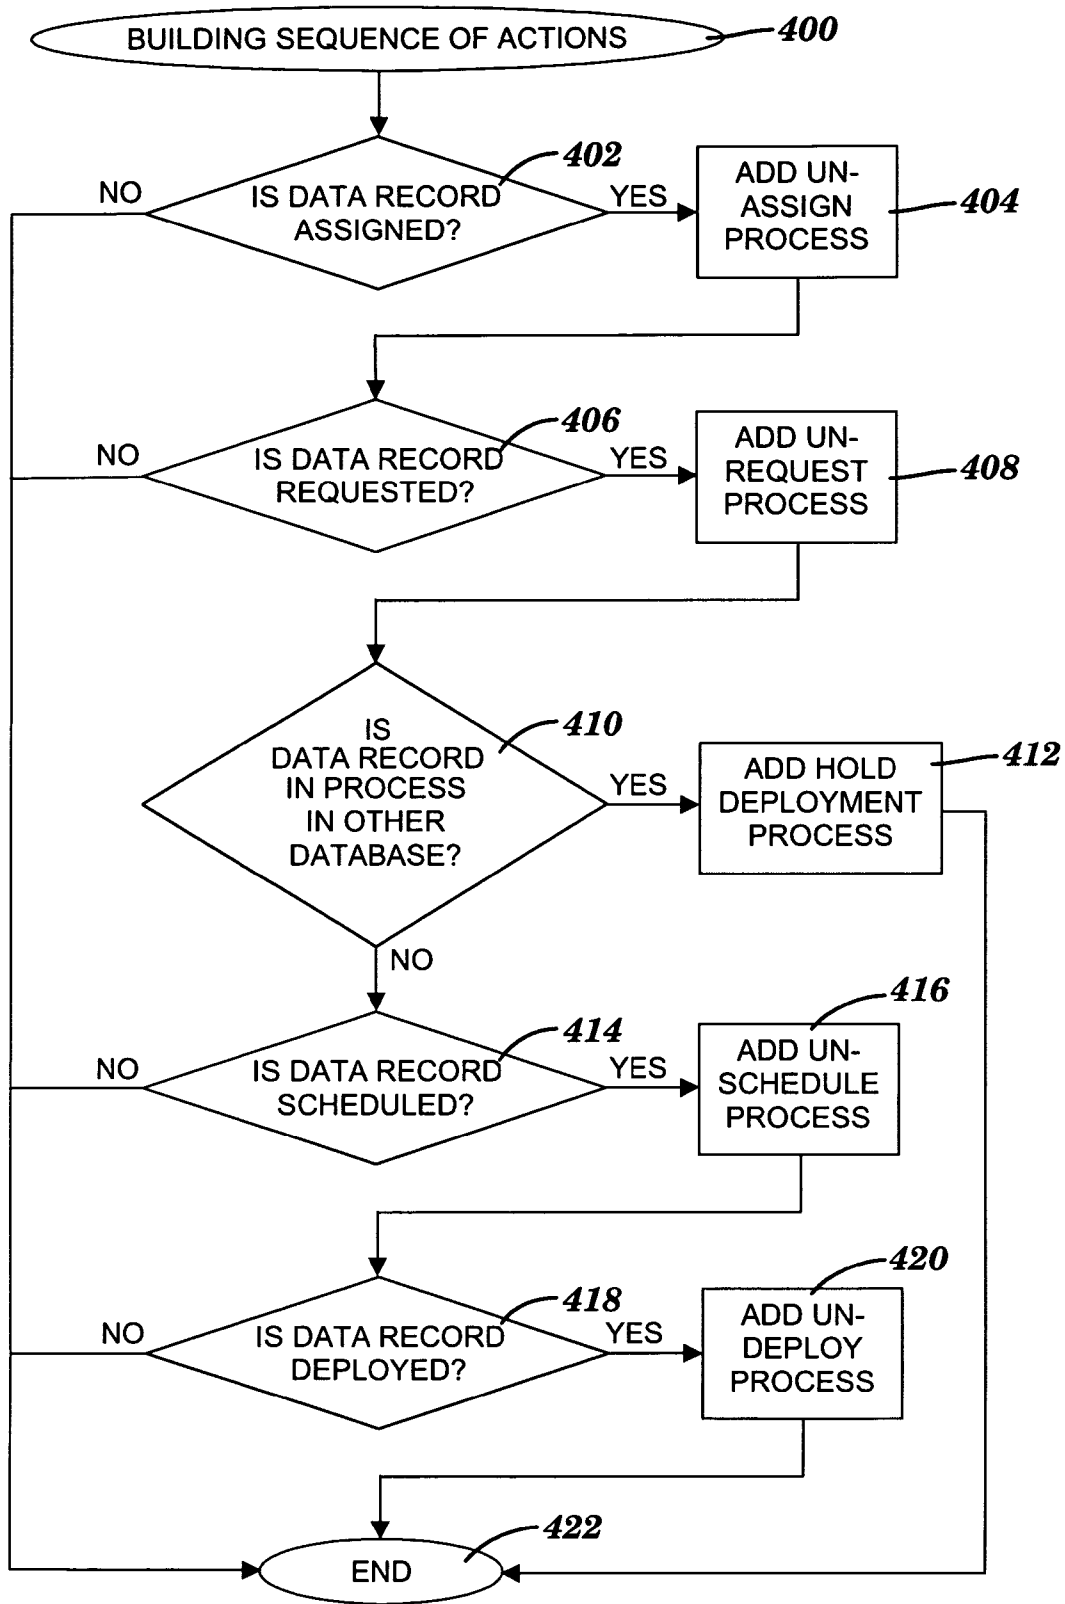 BUILDING SEQUENCE OF ACTIONS
400
402
IS DATA RECORD
ASSIGNED?
NO
YES
ADD UN-
ASSIGN
PROCESS
404
406
IS DATA RECORD
REQUESTED?
NO
YES
ADD UN-
REQUEST
PROCESS
408
410
IS
DATA RECORD
IN PROCESS
IN OTHER
DATABASE?
YES
ADD HOLD
DEPLOYMENT
PROCESS
412
NO
414
IS DATA RECORD
SCHEDULED?
NO
YES
416
ADD UN-
SCHEDULE
PROCESS
418
IS DATA RECORD
DEPLOYED?
NO
YES
420
ADD UN-
DEPLOY
PROCESS
422
END